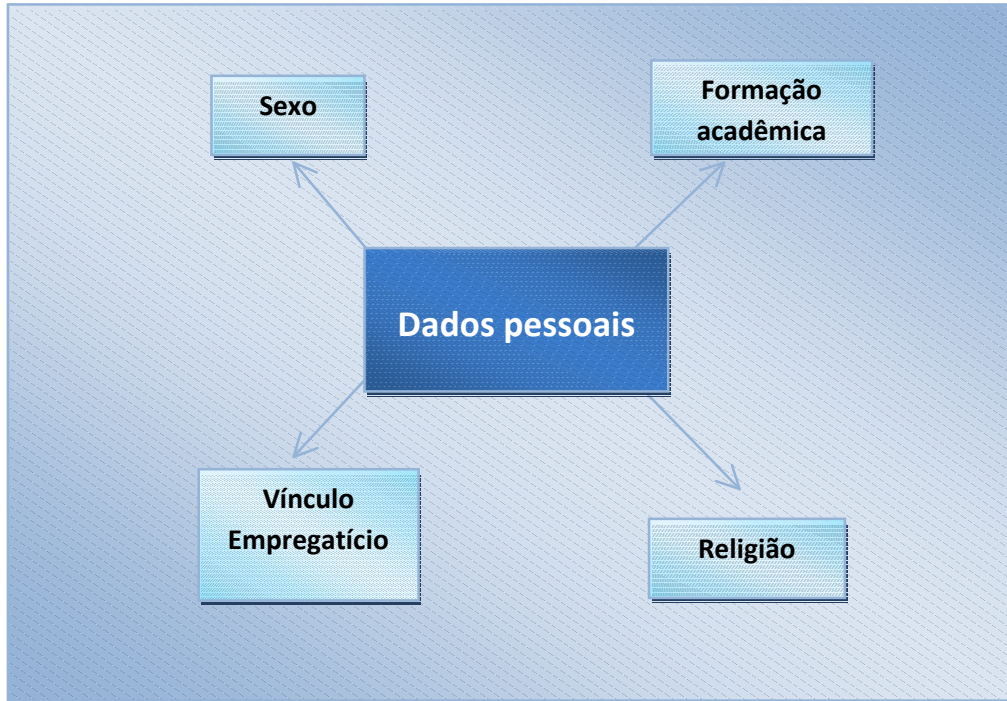 Sexo
Formação
acadêmica
Dados pessoais
Vínculo
Empregatício
Religião